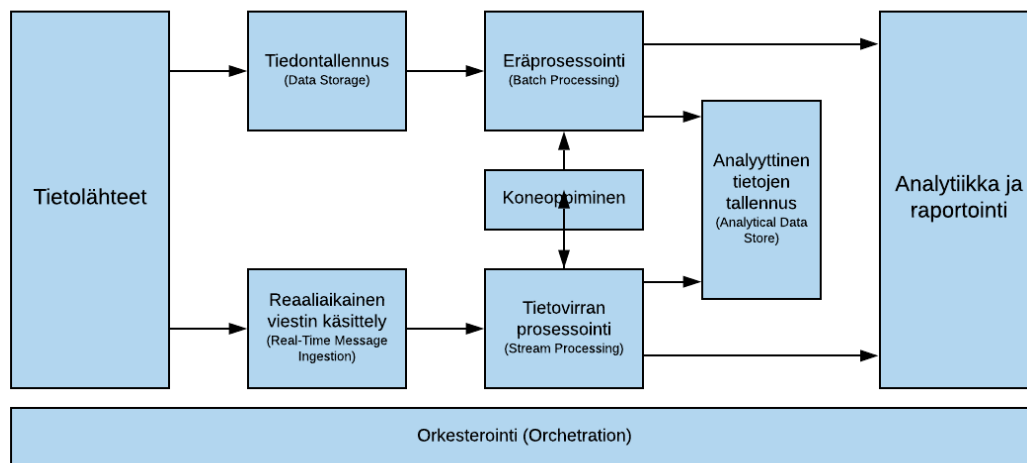 Tietolähteet
Tiedontallennus
(Data Storage)
Eräprosessointi
(Batch Processing)
Koneoppiminen
Analyyttinen
tietojen
tallennus
(Analytical Data
Store)
Analytiikka ja
raportointi
Reaaliaikainen
viestin käsittely
(Real-Time Message
Ingestion)
Tietovirran
prosessointi
(Stream Processing)
Orkesterointi (Orchetration)